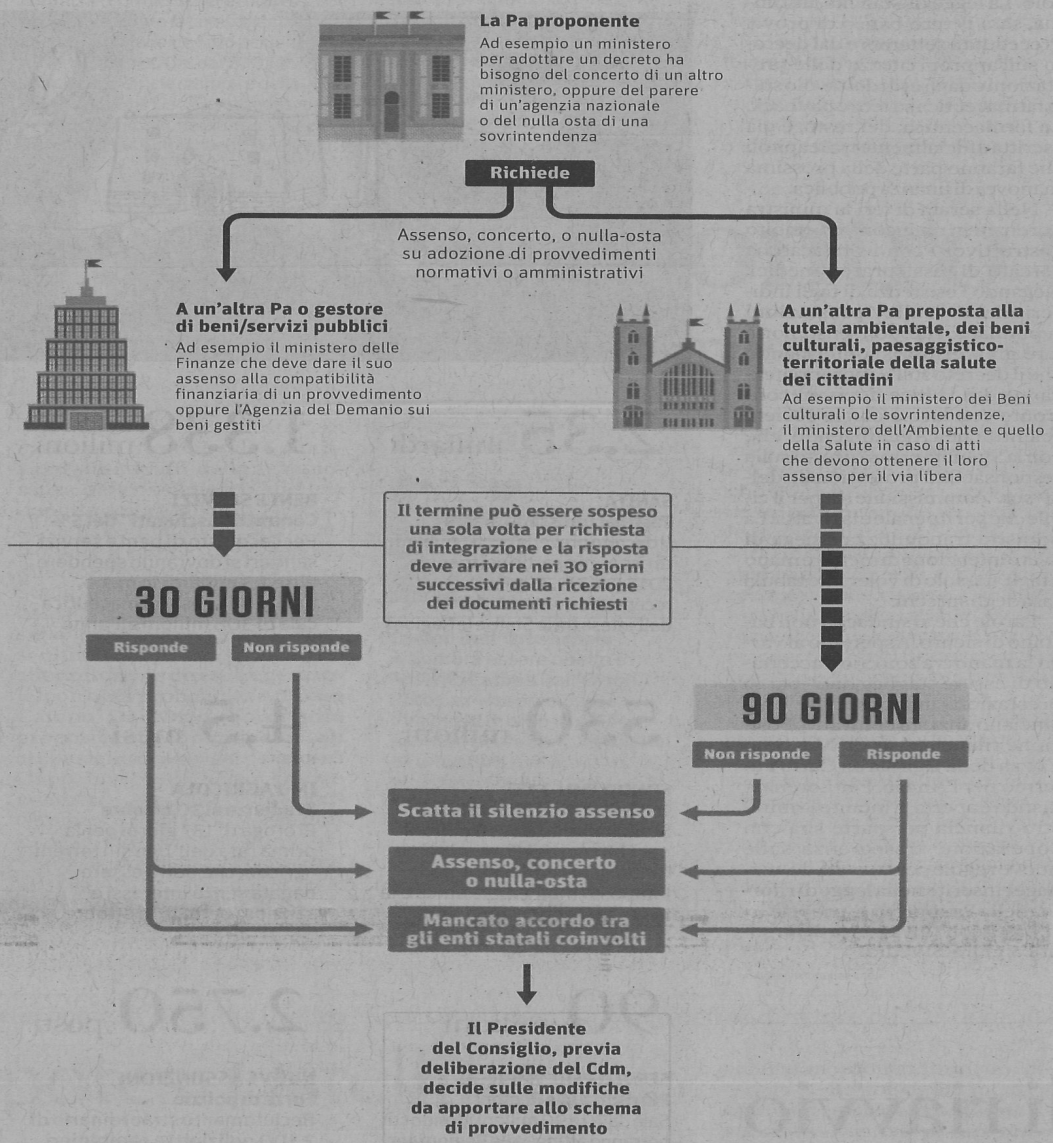 La Pa proponente
Ad esempio un ministero
per adottare un decreto ha
bisogno del concerto di un altro
ministero, oppure del parere
di un'agenzia nazionale
o del nulla osta di una
sovrintendenza
Richiede
Assenso, concerto, o nulla-osta
su adozione di provvedimenti
normativi o amministrativi
A un'altra Pa o gestore
di beni/servizi pubblici
Ad esempio il ministero delle
Finanze che deve dare il suo
assenso alla compatibilità
finanziaria di un provvedimento
oppure l'Agenzia del Demanio sui
beni gestiti
A un'altra Pa preposta alla
tutela ambientale, dei beni
culturali, paesaggistico-
territoriale della salute
dei cittadini
Ad esempio il ministero dei Beni
culturali o le sovrintendenze,
il ministero dell'Ambiente e quello
della Salute in caso di atti
che devono ottenere il loro
assenso per il via libera
Il termine può essere sospeso
una sola volta per richiesta
di integrazione e la risposta
deve arrivare nei 30 giorni
successivi dalla ricezione
dei documenti richiesti
30 GIORNI
Risponde
Non risponde
90 GIORNI
Non risponde
Risponde
Scatta il silenzio assenso
Assenso, concerto
o nulla-osta
Mancato accordo tra
gli enti statali coinvolti
Il Presidente
del Consiglio, previa
deliberazione del Cdm,
decide sulle modifiche
da apportare allo schema
di provvedimento